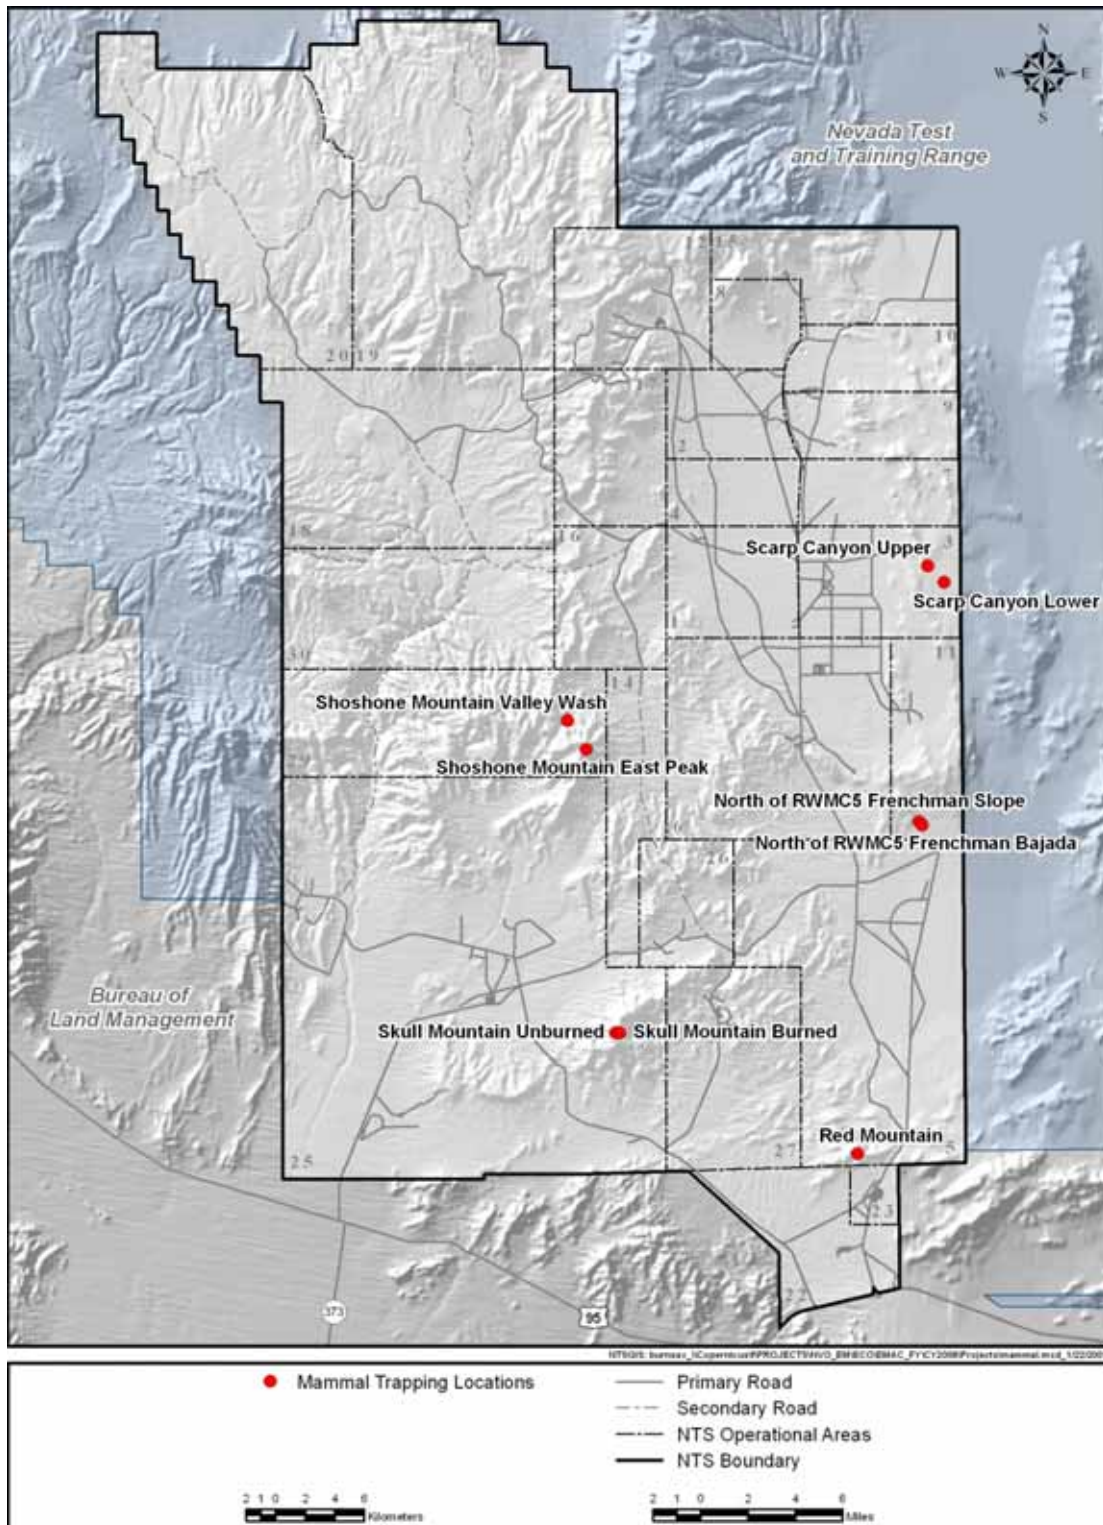 N
W E
S
Nevada Test
and Training Range
12 15
8
10
20 19
9
2
7
18
16
4
3
Scarp Canyon Upper
Scarp Canyon Lower
1
30
11
14
Shoshone Mountain Valley Wash
Shoshone Mountain East Peak
North of RWMC5 Frenchman Slope
6
North of RWMC5 Frenchman Bajada
26
Bureau of
Land Management
Skull Mountain Unburned
Skull Mountain Burned
Red Mountain
25
27
5
23
22
373
95
Mammal Trapping Locations
Primary Road
Secondary Road
NTS Operational Areas
NTS Boundary
2 1 0 2 4 6
Kilometers
2 1 0 2 4 6
Miles